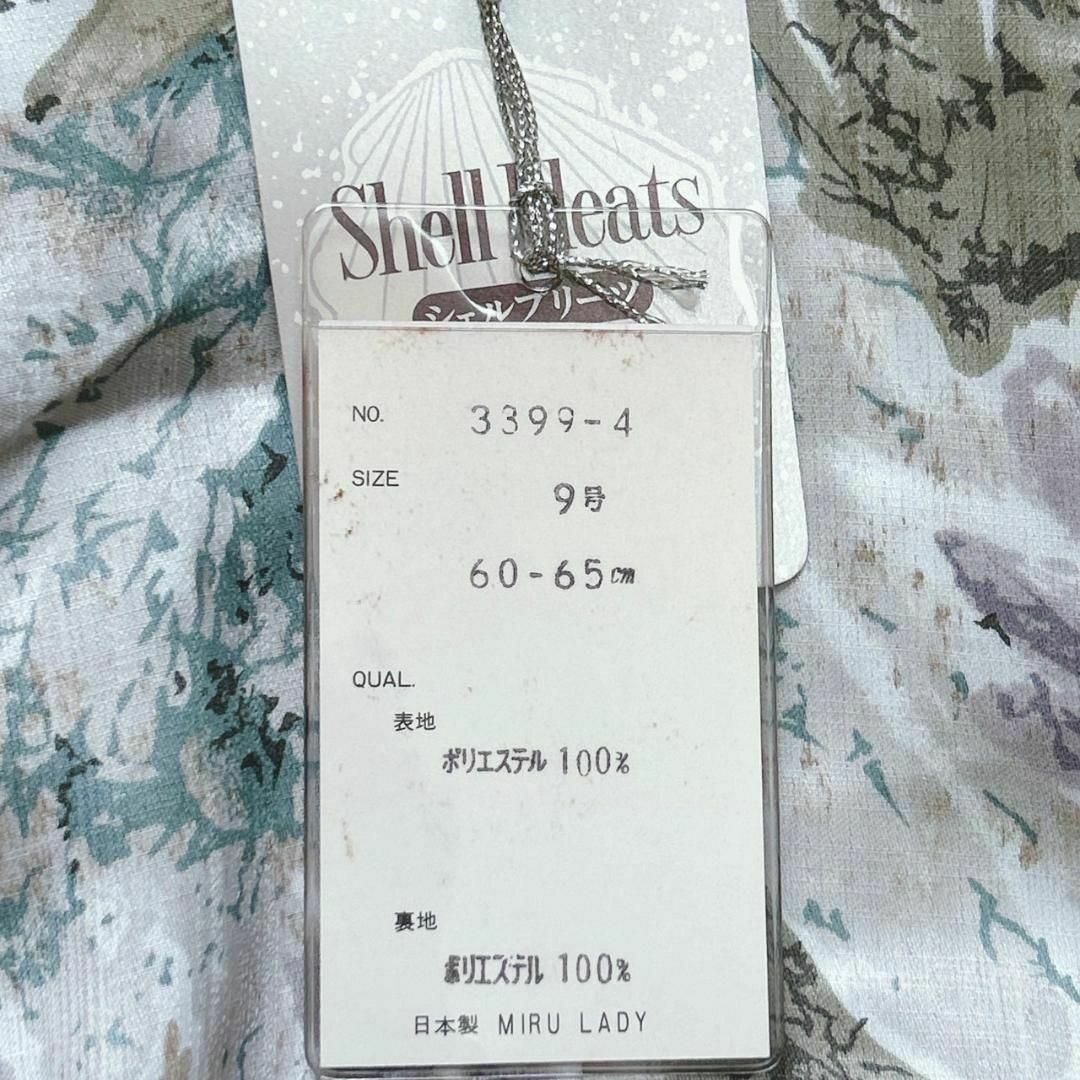 Shell Pleats
シェルプリーツ
NO. 3399-4
SIZE 9号
60-65cm
QUAL.
表地
ポリエステル 100%
裏地
ポリエステル 100%
日本製 MIRU LADY